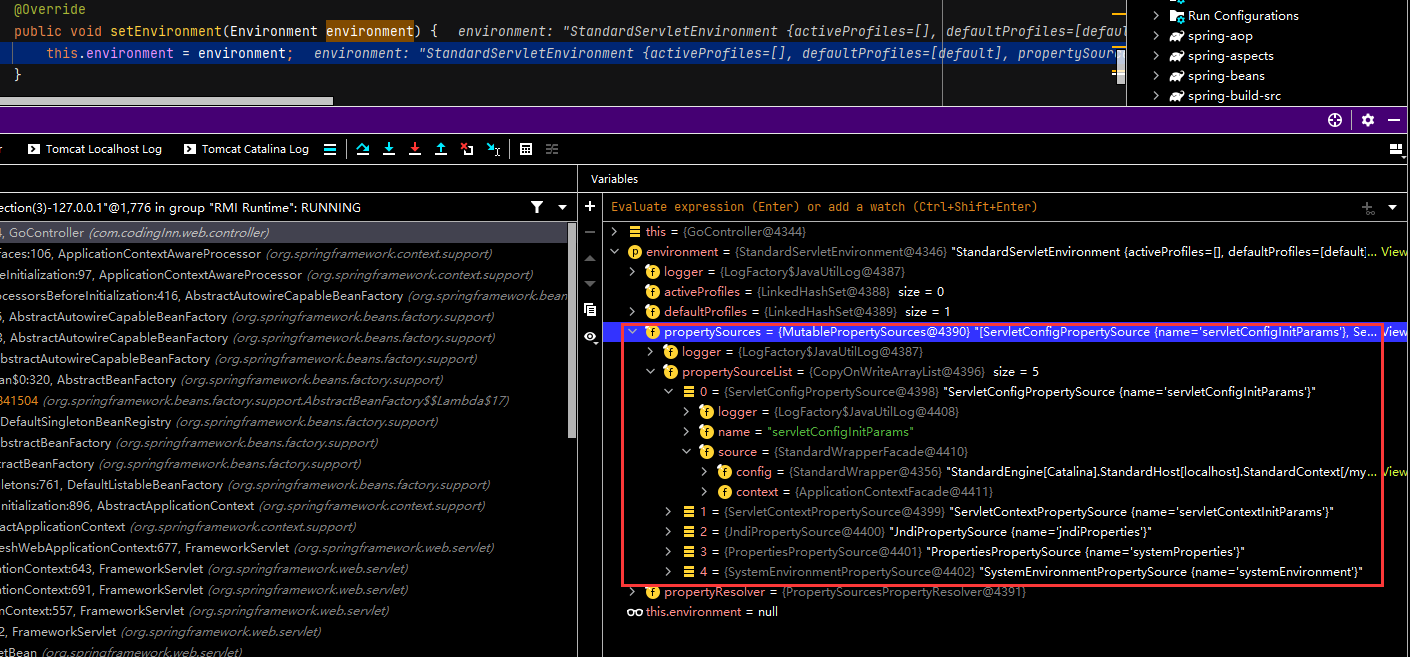 @Override
public void setEnvironment(Environment environment) { environment: "StandardServletEnvironment {activeProfiles=[], defaultProfiles=[defaul
this.environment = environment; environment: "StandardServletEnvironment {activeProfiles=[], defaultProfiles=[default], propertySourc
}
Run Configurations
spring-aop
spring-aspects
spring-beans
spring-build-src
Tomcat Localhost Log
Tomcat Catalina Log
Variables
ection(3)-127.0.0.1"@1,776 in group "RMI Runtime": RUNNING
Evaluate expression (Enter) or add a watch (Ctrl+Shift+Enter)
4, GoController (com.codingInn.web.controller)
faces:106, ApplicationContextAwareProcessor (org.springframework.context.support)
eInitialization:97, ApplicationContextAwareProcessor (org.springframework.context.support)
ocessorsBeforeInitialization:416, AbstractAutowireCapableBeanFactory (org.springframework.bean
5, AbstractAutowireCapableBeanFactory (org.springframework.beans.factory.support)
3, AbstractAutowireCapableBeanFactory (org.springframework.beans.factory.support)
bstractAutowireCapableBeanFactory (org.springframework.beans.factory.support)
an$0:320, AbstractBeanFactory (org.springframework.beans.factory.support)
341504 (org.springframework.beans.factory.support.AbstractBeanFactory$$Lambda$17)
DefaultSingletonBeanRegistry (org.springframework.beans.factory.support)
bstractBeanFactory (org.springframework.beans.factory.support)
tractBeanFactory (org.springframework.beans.factory.support)
letons:761, DefaultListableBeanFactory (org.springframework.beans.factory.support)
nitialization:896, AbstractApplicationContext (org.springframework.context.support)
ractApplicationContext (org.springframework.context.support)
eshWebApplicationContext:677, FrameworkServlet (org.springframework.web.servlet)
ationContext:643, FrameworkServlet (org.springframework.web.servlet)
ationContext:691, FrameworkServlet (org.springframework.web.servlet)
nContext:557, FrameworkServlet (org.springframework.web.servlet)
2, FrameworkServlet (org.springframework.web.servlet)
etBean (org.springframework.web.servlet)
this = {GoController@4344}
environment = {StandardServletEnvironment@4346} "StandardServletEnvironment {activeProfiles=[], defaultProfiles=[default]... View
logger = {LogFactory$JavaUtilLog@4387}
activeProfiles = {LinkedHashSet@4388} size = 0
defaultProfiles = {LinkedHashSet@4389} size = 1
propertySources = {MutablePropertySources@4390} "[ServletConfigPropertySource {name='servletConfigInitParams'}, Se... View
logger = {LogFactory$JavaUtilLog@4387}
propertySourceList = {CopyOnWriteArrayList@4396} size = 5
0 = {ServletConfigPropertySource@4398} "ServletConfigPropertySource {name='servletConfigInitParams'}"
logger = {LogFactory$JavaUtilLog@4408}
name = "servletConfigInitParams"
source = {StandardWrapperFacade@4410}
config = {StandardWrapper@4356} "StandardEngine[Catalina].StandardHost[localhost].StandardContext[/my... View
context = {ApplicationContextFacade@4411}
1 = {ServletContextPropertySource@4399} "ServletContextPropertySource {name='servletContextInitParams'}"
2 = {JndiPropertySource@4400} "JndiPropertySource {name='jndiProperties'}"
3 = {PropertiesPropertySource@4401} "PropertiesPropertySource {name='systemProperties'}"
4 = {SystemEnvironmentPropertySource@4402} "SystemEnvironmentPropertySource {name='systemEnvironment'}"
propertyResolver = {PropertySourcesPropertyResolver@4391}
this.environment = null